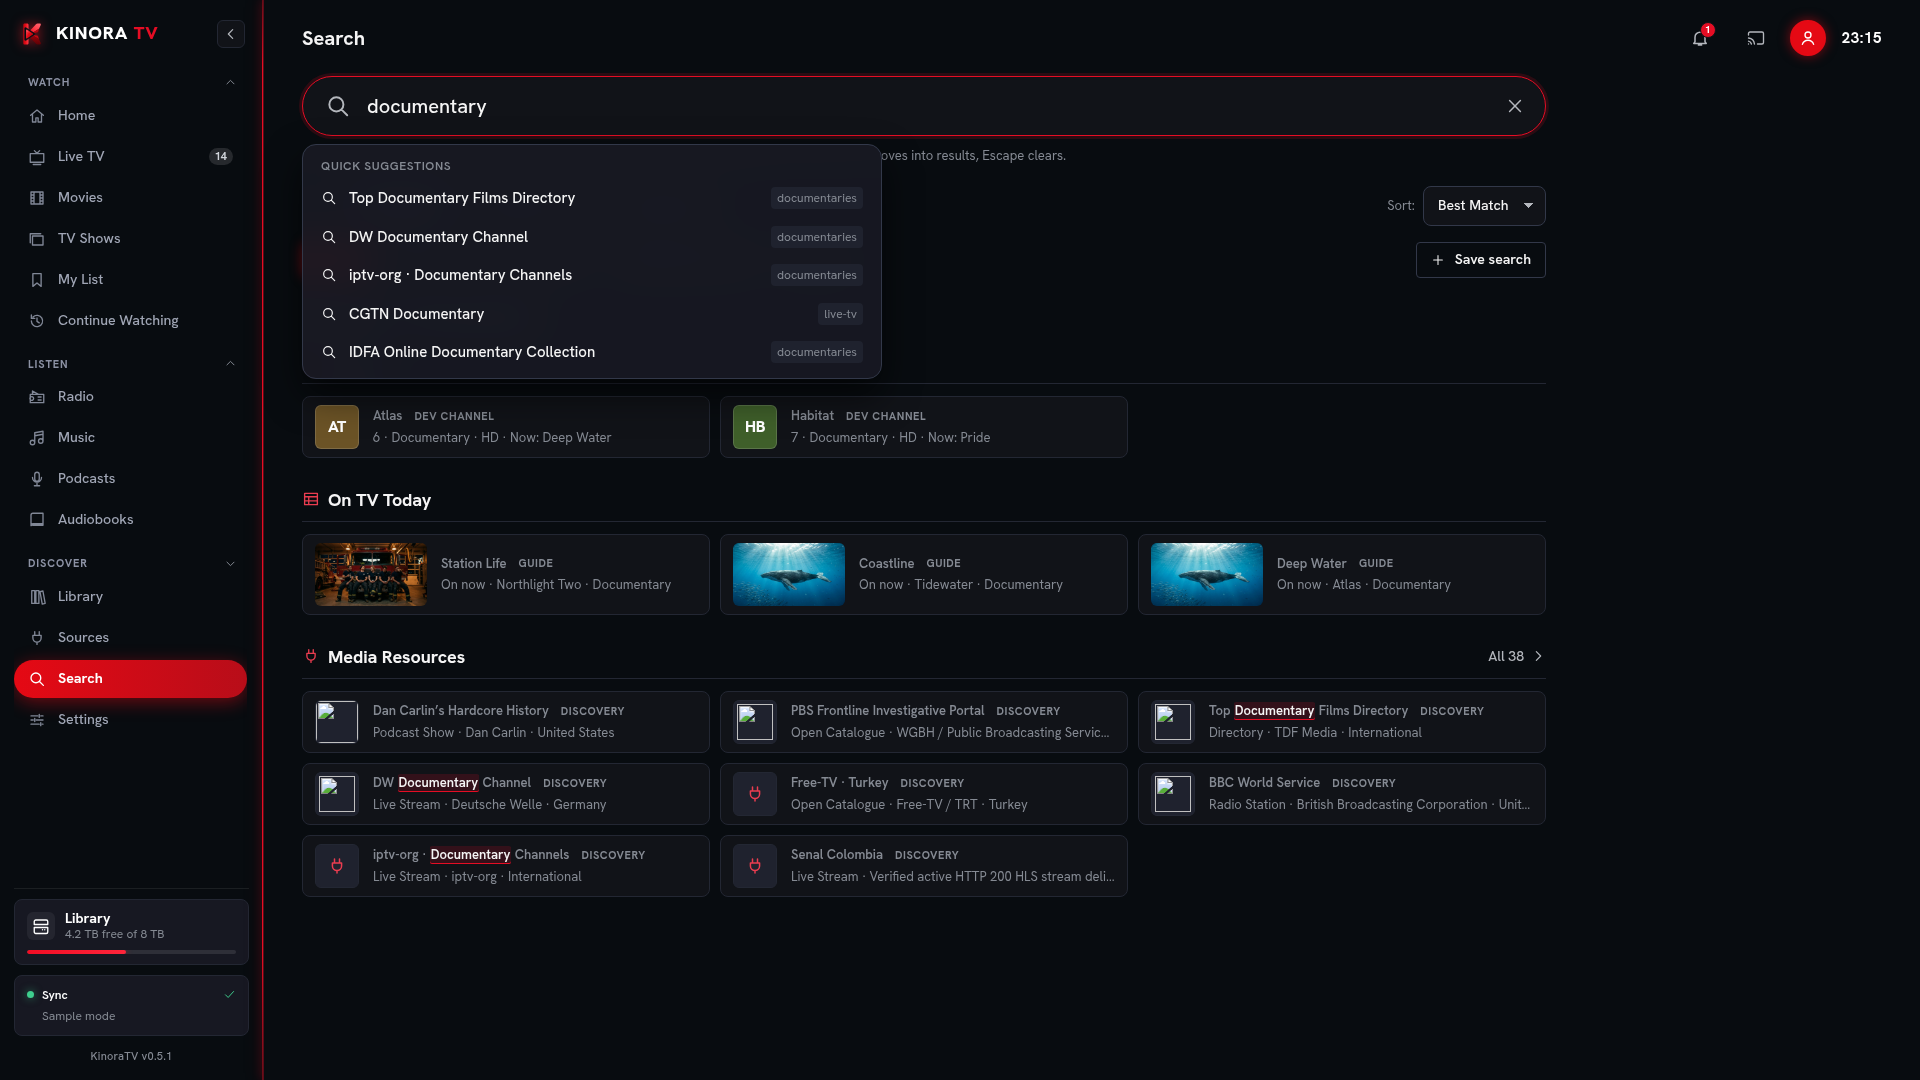 KINORA TV
WATCH
Home
Live TV 14
Movies
TV Shows
My List
Continue Watching
LISTEN
Radio
Music
Podcasts
Audiobooks
DISCOVER
Library
Sources
Search
Settings
Library
4.2 TB free of 8 TB
Sync
Sample mode
KinoraTV v0.5.1
Search
1
23:15
documentary
into results, Escape clears.
QUICK SUGGESTIONS
Top Documentary Films Directory documentaries
DW Documentary Channel documentaries
iptv-org · Documentary Channels documentaries
CGTN Documentary live-tv
IDFA Online Documentary Collection documentaries
Sort: Best Match
Save search
AT
Atlas DEV CHANNEL
6 · Documentary · HD · Now: Deep Water
HB
Habitat DEV CHANNEL
7 · Documentary · HD · Now: Pride
On TV Today
Station Life GUIDE
On now · Northlight Two · Documentary
Coastline GUIDE
On now · Tidewater · Documentary
Deep Water GUIDE
On now · Atlas · Documentary
Media Resources
All 38
Dan Carlin’s Hardcore History DISCOVERY
Podcast Show · Dan Carlin · United States
PBS Frontline Investigative Portal DISCOVERY
Open Catalogue · WGBH / Public Broadcasting Servic...
Top Documentary Films Directory DISCOVERY
Directory · TDF Media · International
DW Documentary Channel DISCOVERY
Live Stream · Deutsche Welle · Germany
Free-TV · Turkey DISCOVERY
Open Catalogue · Free-TV / TRT · Turkey
BBC World Service DISCOVERY
Radio Station · British Broadcasting Corporation · Unit...
iptv-org · Documentary Channels DISCOVERY
Live Stream · iptv-org · International
Senal Colombia DISCOVERY
Live Stream · Verified active HTTP 200 HLS stream deli...